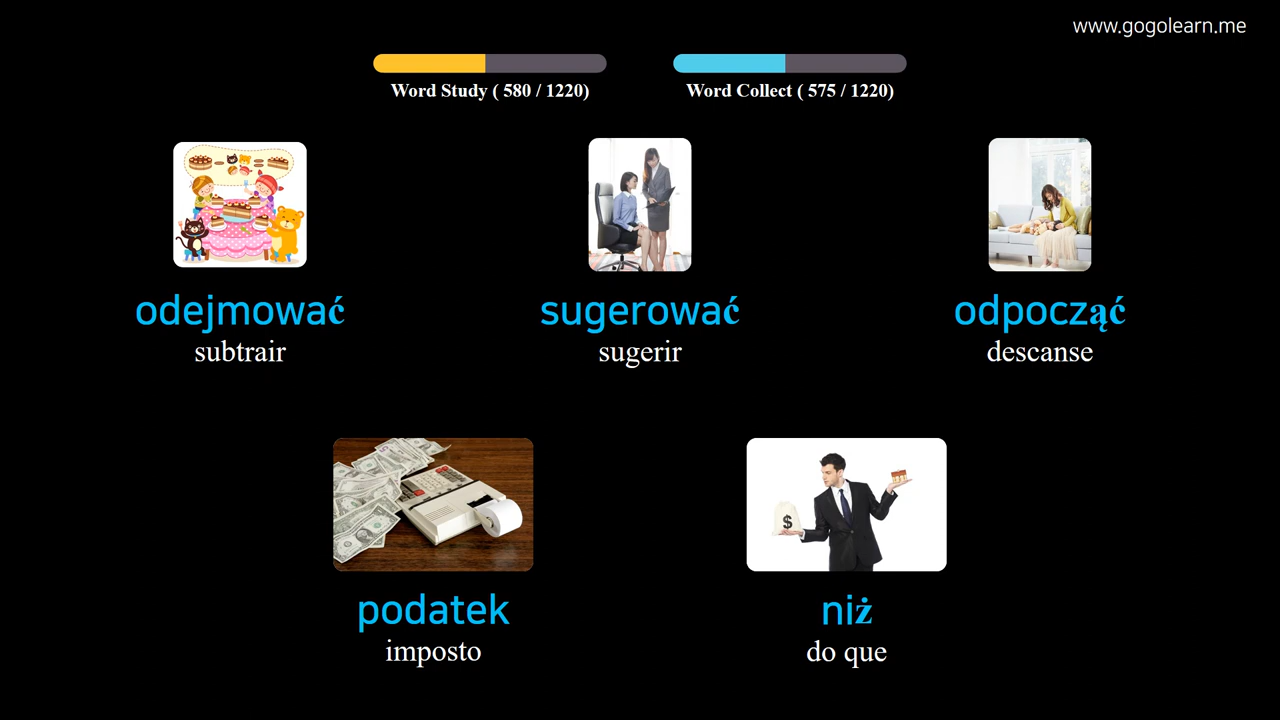 www.gogolearn.me
Word Study ( 580 / 1220)
Word Collect ( 575 / 1220)
odejmować
subtrair
sugerować
sugerir
odpocząć
descanse
podatek
imposto
niż
do que